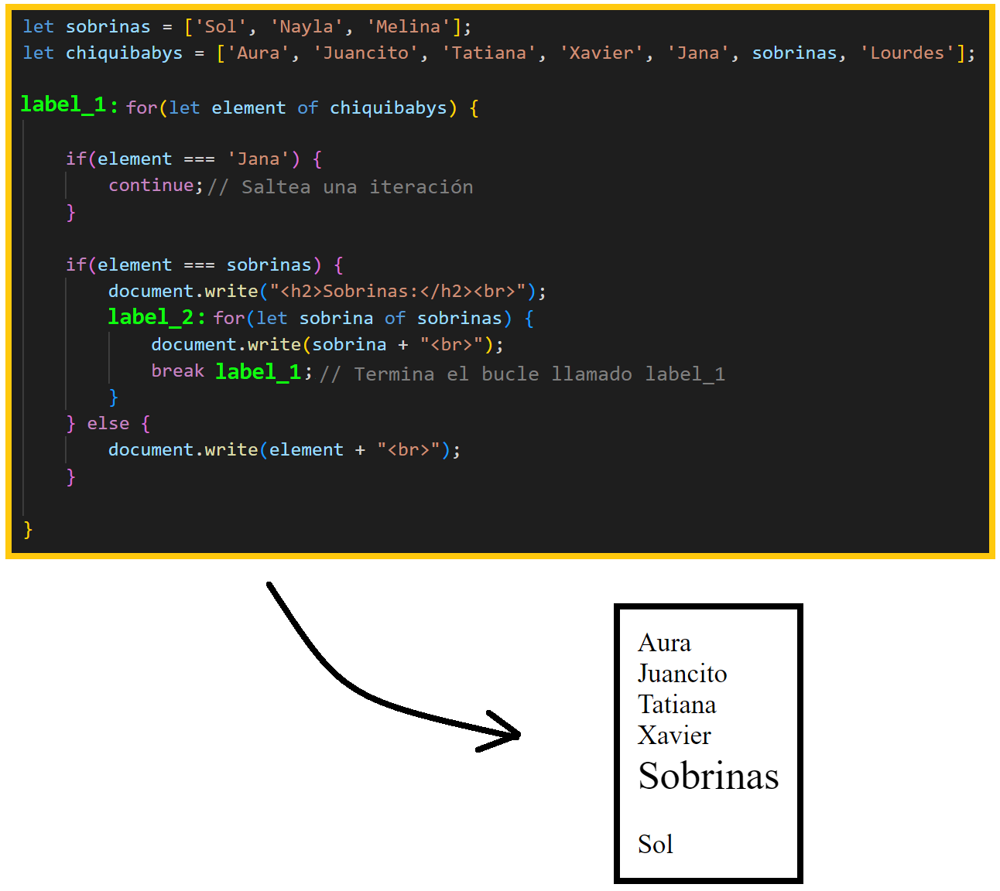 let sobrinas = ['Sol', 'Nayla', 'Melina'];
let chiquibabys = ['Aura', 'Juancito', 'Tatiana', 'Xavier', 'Jana', sobrinas, 'Lourdes'];
label_1: for(let element of chiquibabys) {
if(element === 'Jana') {
continue; // Saltea una iteración
}
if(element === sobrinas) {
document.write("<h2>Sobrinas:</h2><br>");
label_2: for(let sobrina of sobrinas) {
document.write(sobrina + "<br>");
break label_1; // Termina el bucle llamado label_1
}
} else {
document.write(element + "<br>");
}
}
Aura
Juancito
Tatiana
Xavier
Sobrinas
Sol